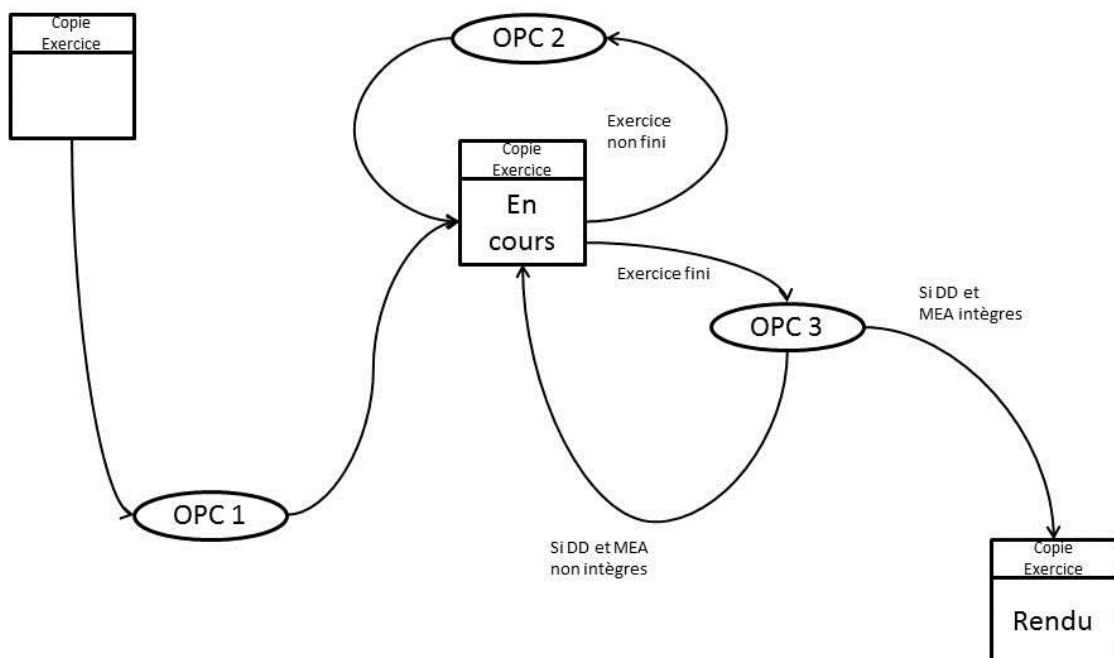 Copie
Exercice
OPC 2
Exercice
non fini
Copie
Exercice
En
cours
Exercice fini
Si DD et
MEA intègres
OPC 3
OPC 1
Si DD et MEA
non intègres
Copie
Exercice
Rendu